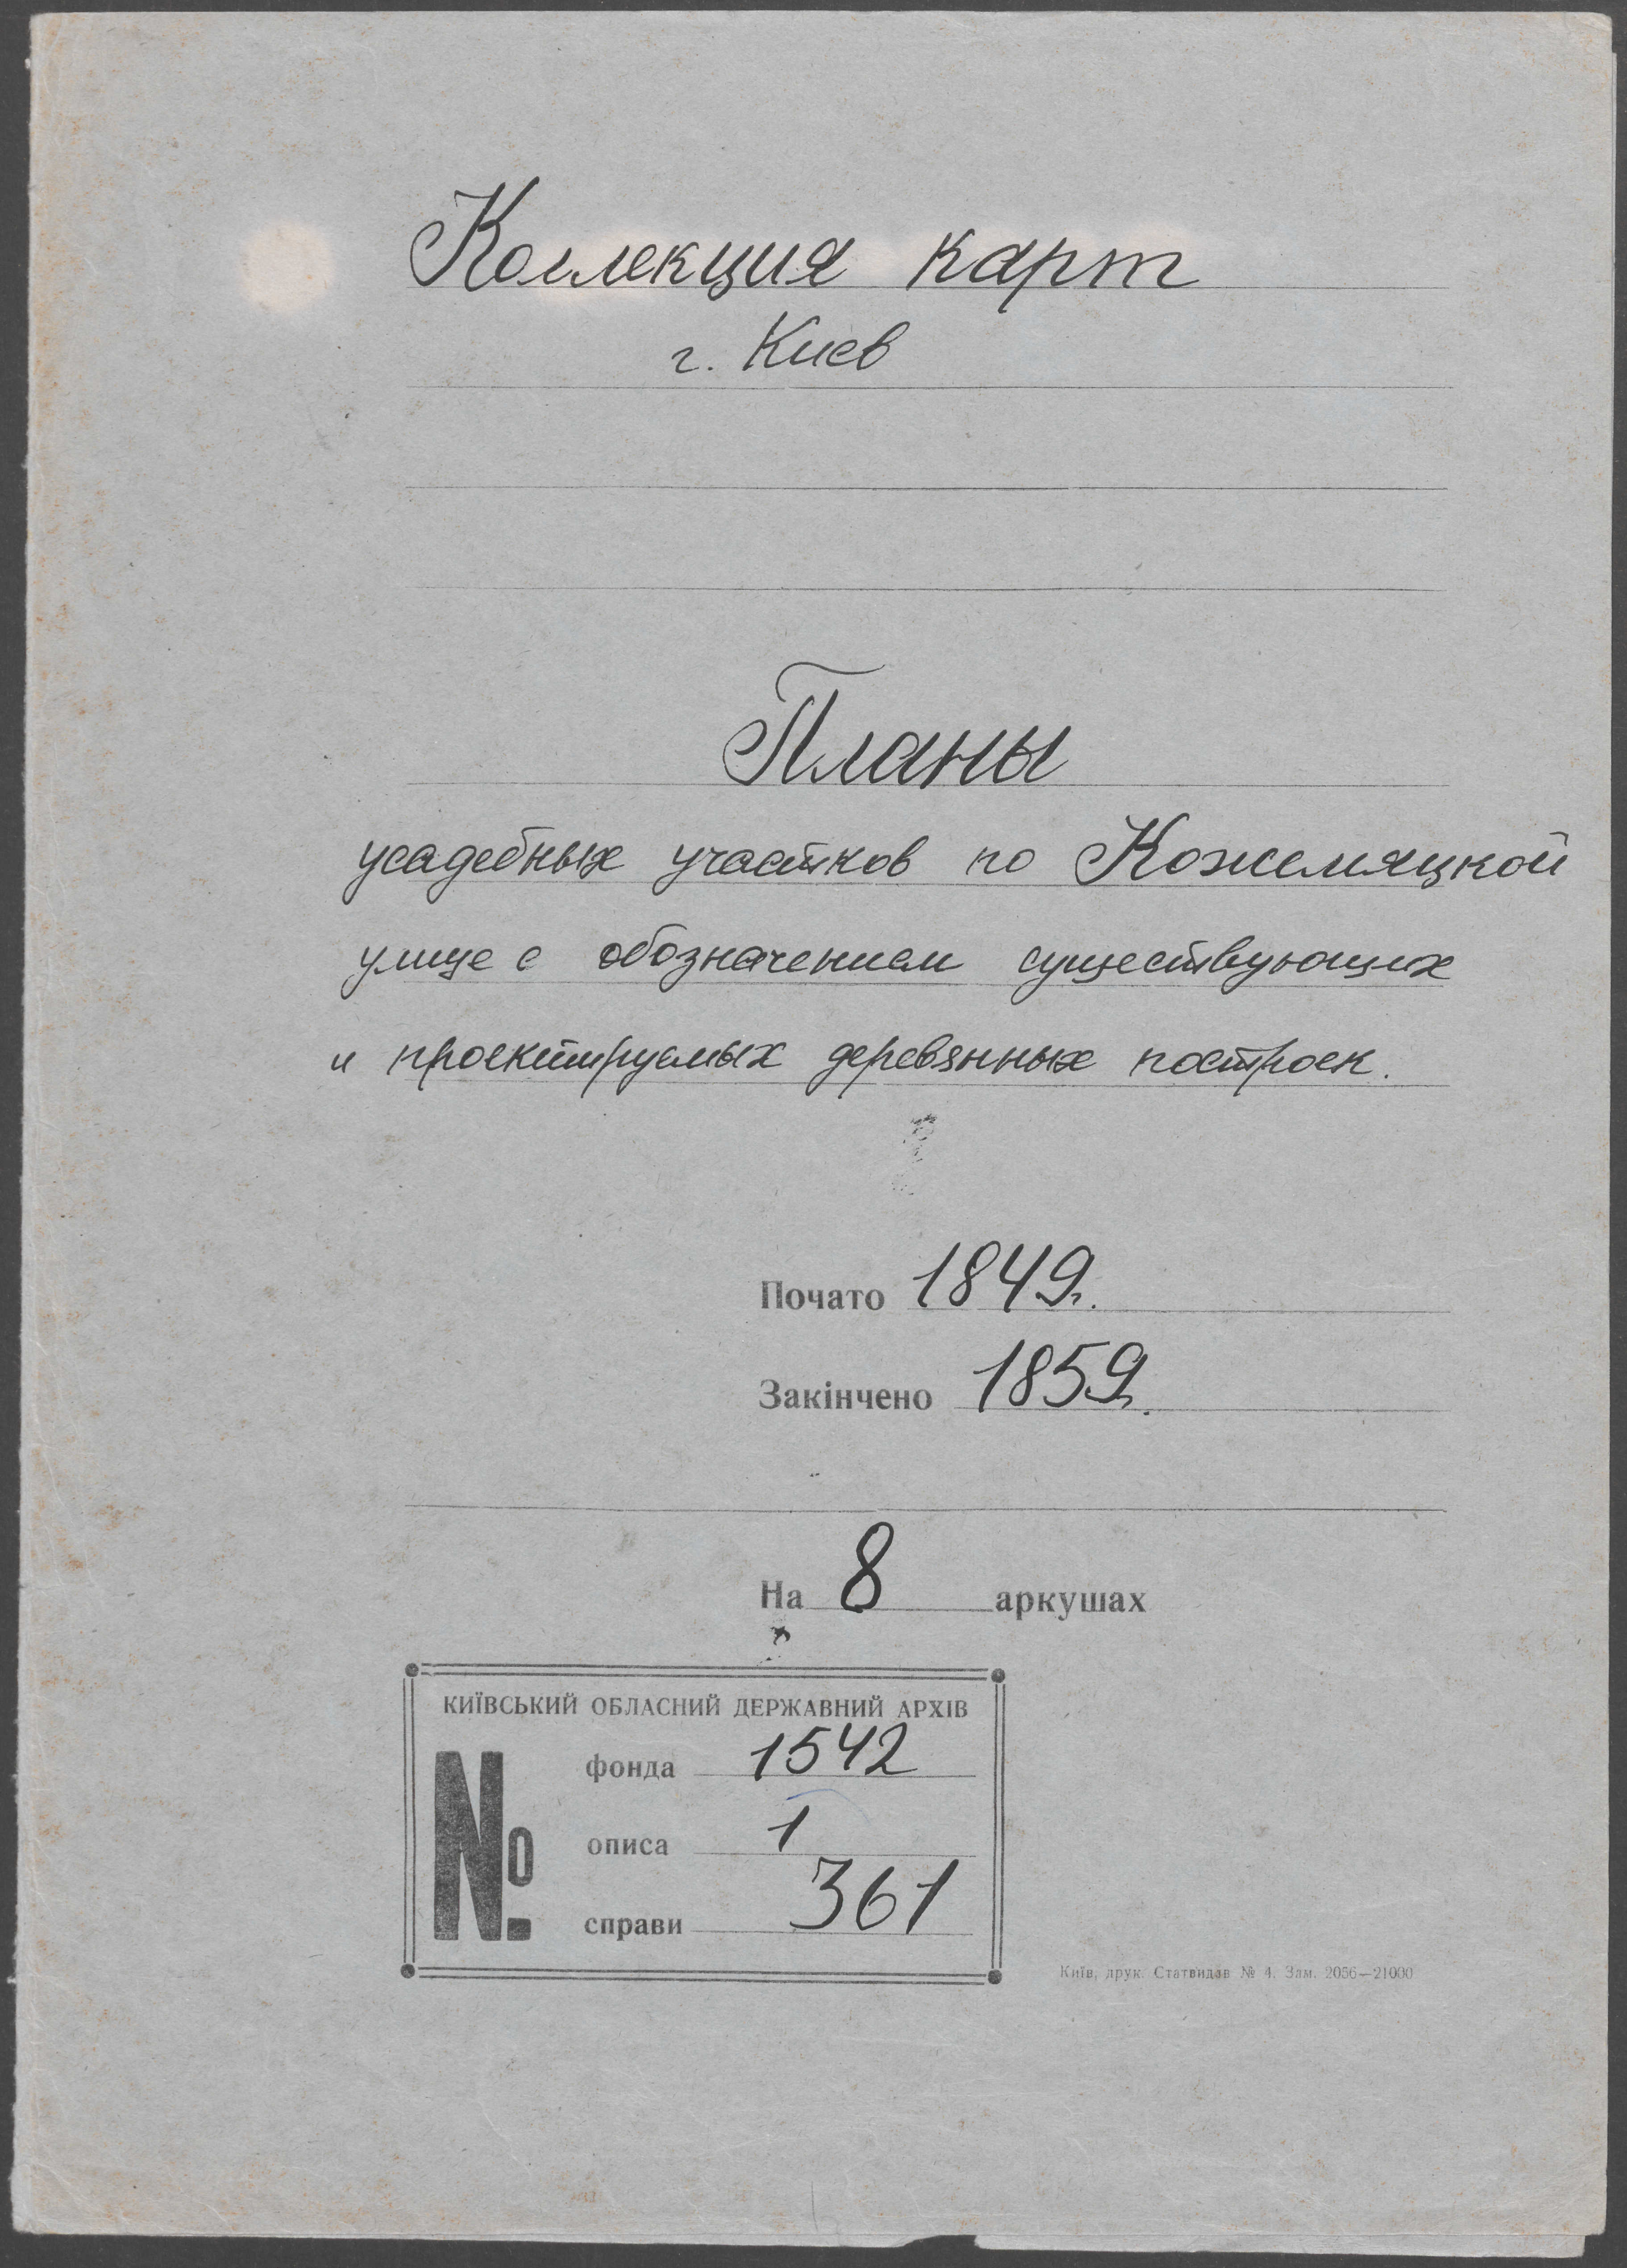 Коллекция карт
г. Киев
Планы
усадебных участков по Кожемяцкой
улице с обозначением существующих
и проектируемых деревянных построек.
Почато 1849г.
Закінчено 1859г.
На 8 аркушах
КИЇВСЬКИЙ ОБЛАСНИЙ ДЕРЖАВНИЙ АРХІВ
№
фонда 1542
описа 1
справи 361
Київ, друк. Статвидав № 4. Зам. 2056—21000